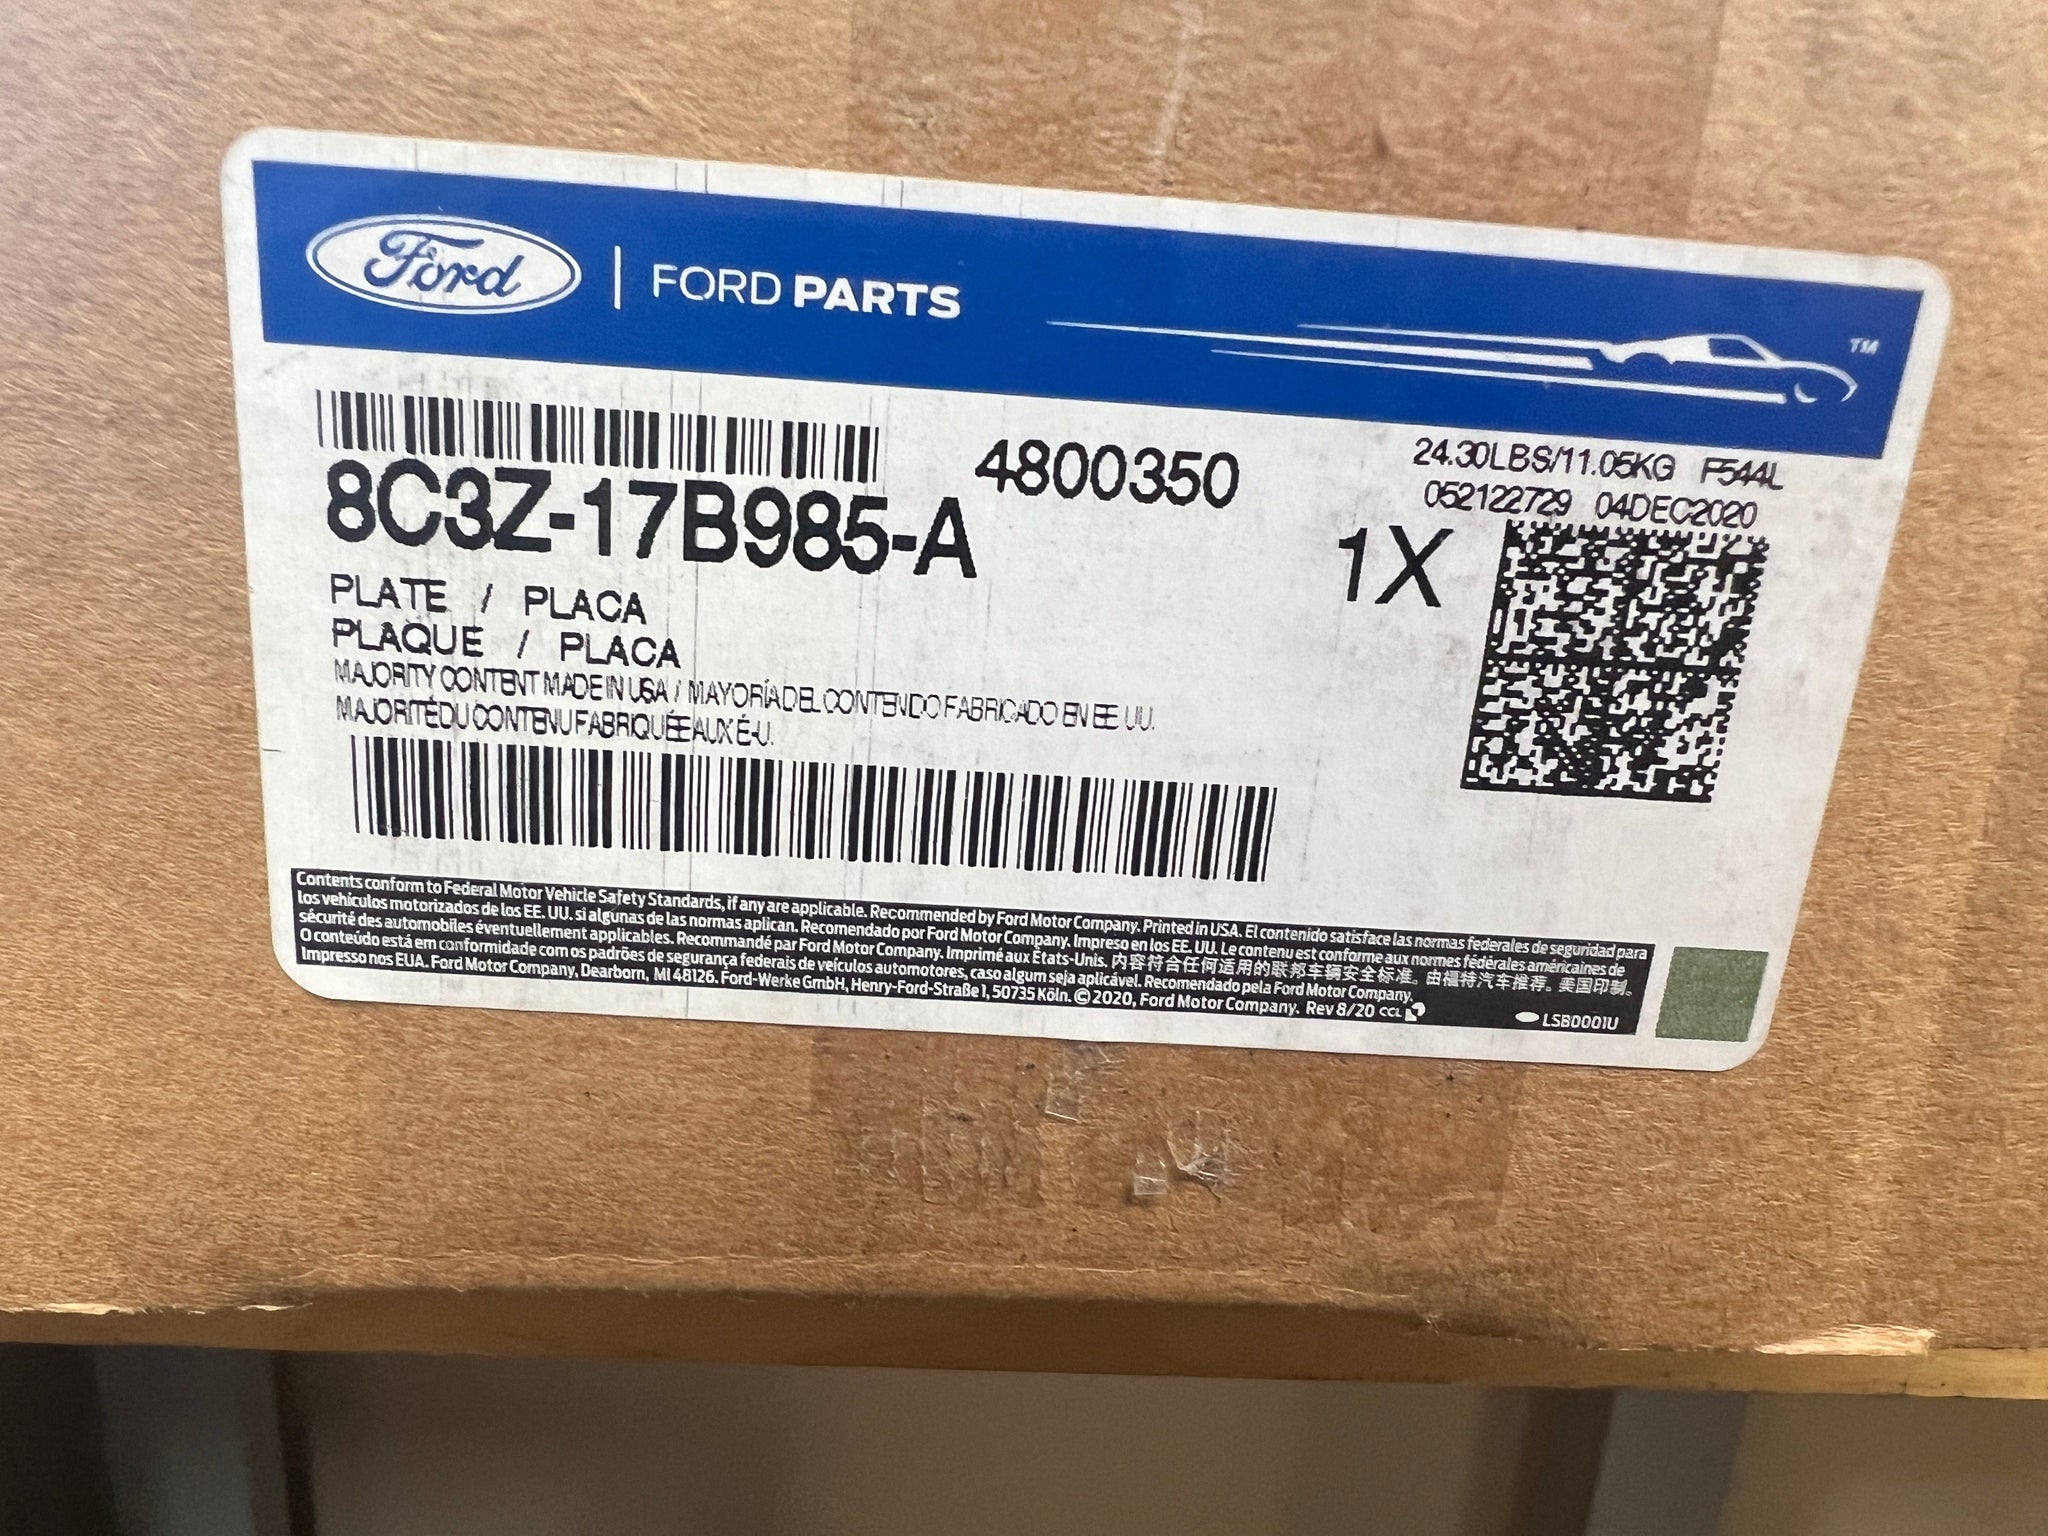 Ford | FORD PARTS
TM
8C3Z-17B985-A
4800350
24.30LBS/11.05KG F544L
052122729 04DEC2020
1X
PLATE / PLACA
PLAQUE / PLACA
MAJORITY CONTENT MADE IN USA / MAYORÍA DEL CONTENIDO FABRICADO EN EE UU.
MAJORITÉ DU CONTENU FABRIQUÉE AUX É-U.
Contents conform to Federal Motor Vehicle Safety Standards, if any are applicable. Recommended by Ford Motor Company. Printed in USA. El contenido satisface las normas federales de seguridad para
los vehículos motorizados de los EE. UU. si algunas de las normas aplican. Recomendado por Ford Motor Company. Impreso en los EE. UU. Le contenu est conforme aux normes fédérales américaines de
sécurité des automobiles éventuellement applicables. Recommandé par Ford Motor Company. Imprimé aux États-Unis. 内容符合任何适用的联邦车辆安全标准。由福特汽车推荐。美国印制。
O conteúdo está em conformidade com os padrões de segurança federais de veículos automotores, caso algum seja aplicável. Recomendado pela Ford Motor Company.
Impresso nos EUA. Ford Motor Company, Dearborn, MI 48126. Ford-Werke GmbH, Henry-Ford-Straße 1, 50735 Köln. ©2020, Ford Motor Company. Rev 8/20 CCL
LSB0001U